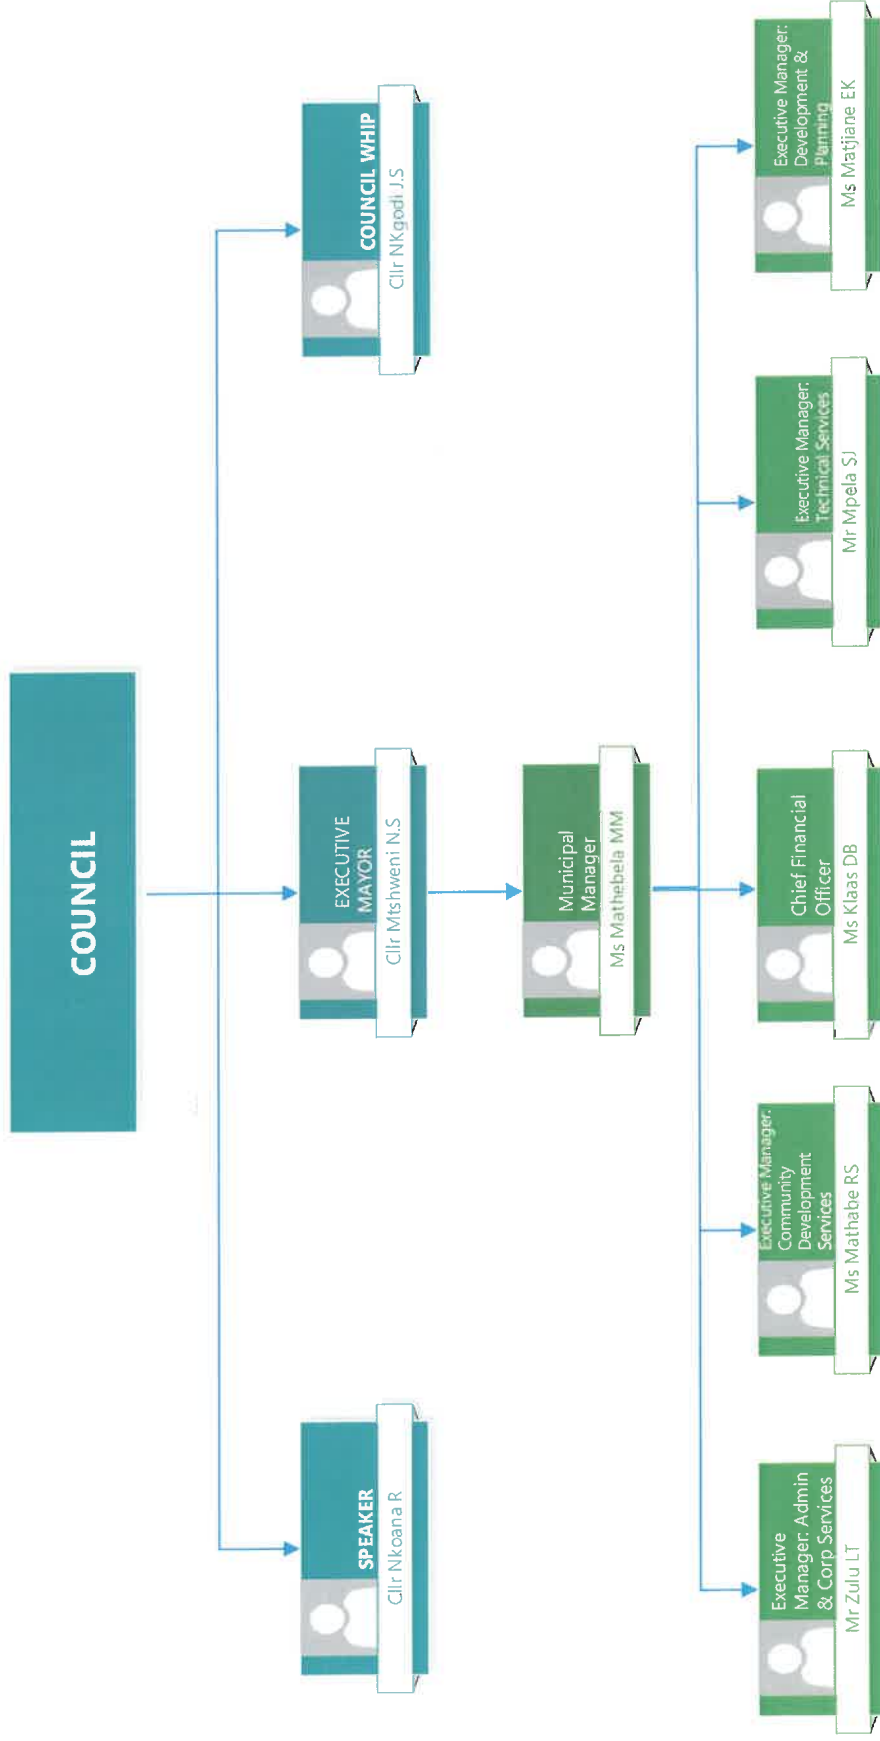 COUNCIL
SPEAKER
Cllr Nkoana R
EXECUTIVE
MAYOR
Cllr Mtshweni N.S
COUNCIL WHIP
Cllr NKgodi J.S
Municipal
Manager
Ms Mathebela MM
Executive
Manager: Admin
& Corp Services
Mr Zulu LT
Executive Manager:
Community
Development
Services
Ms Mathabe RS
Chief Financial
Officer
Ms Klaas DB
Executive Manager:
Technical Services
Mr Mpela SJ
Executive Manager:
Development &
Planning
Ms Matjiane EK